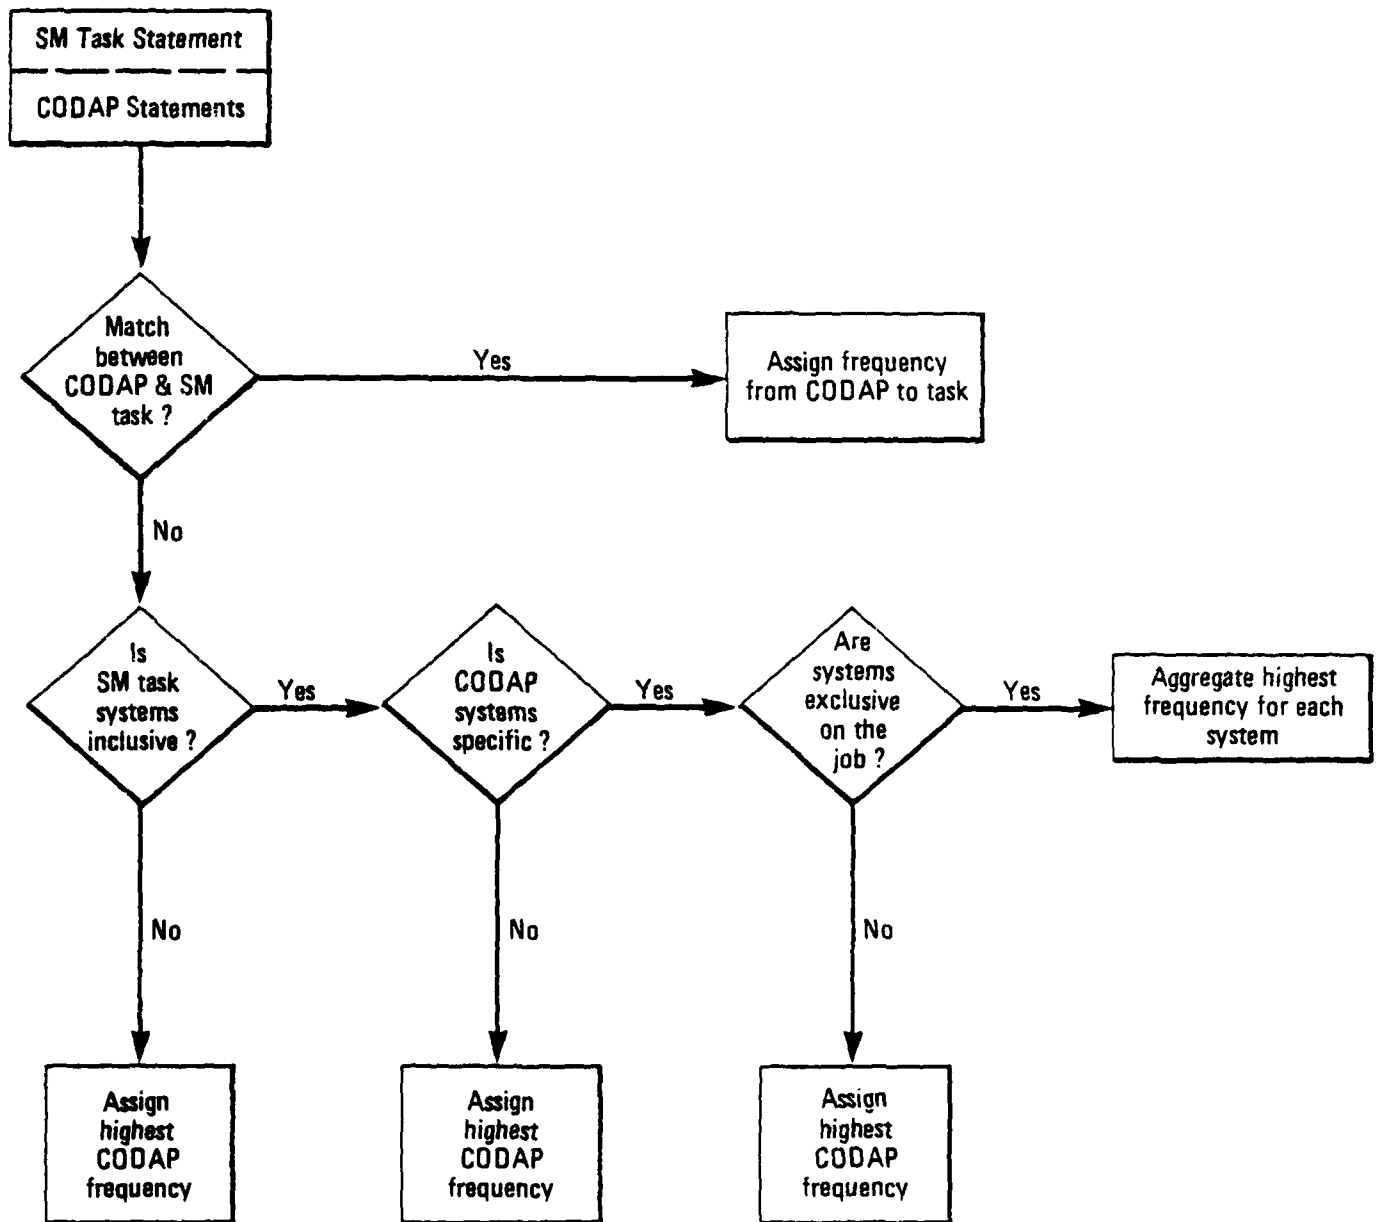 SM Task Statement
CODAP Statements
Match
between
CODAP & SM
task ?
Yes
Assign frequency
from CODAP to task
No
Is
SM task
systems
inclusive ?
Yes
Is
CODAP
systems
specific ?
Yes
Are
systems
exclusive
on the
job ?
Yes
Aggregate highest
frequency for each
system
No
No
No
Assign
highest
CODAP
frequency
Assign
highest
CODAP
frequency
Assign
highest
CODAP
frequency